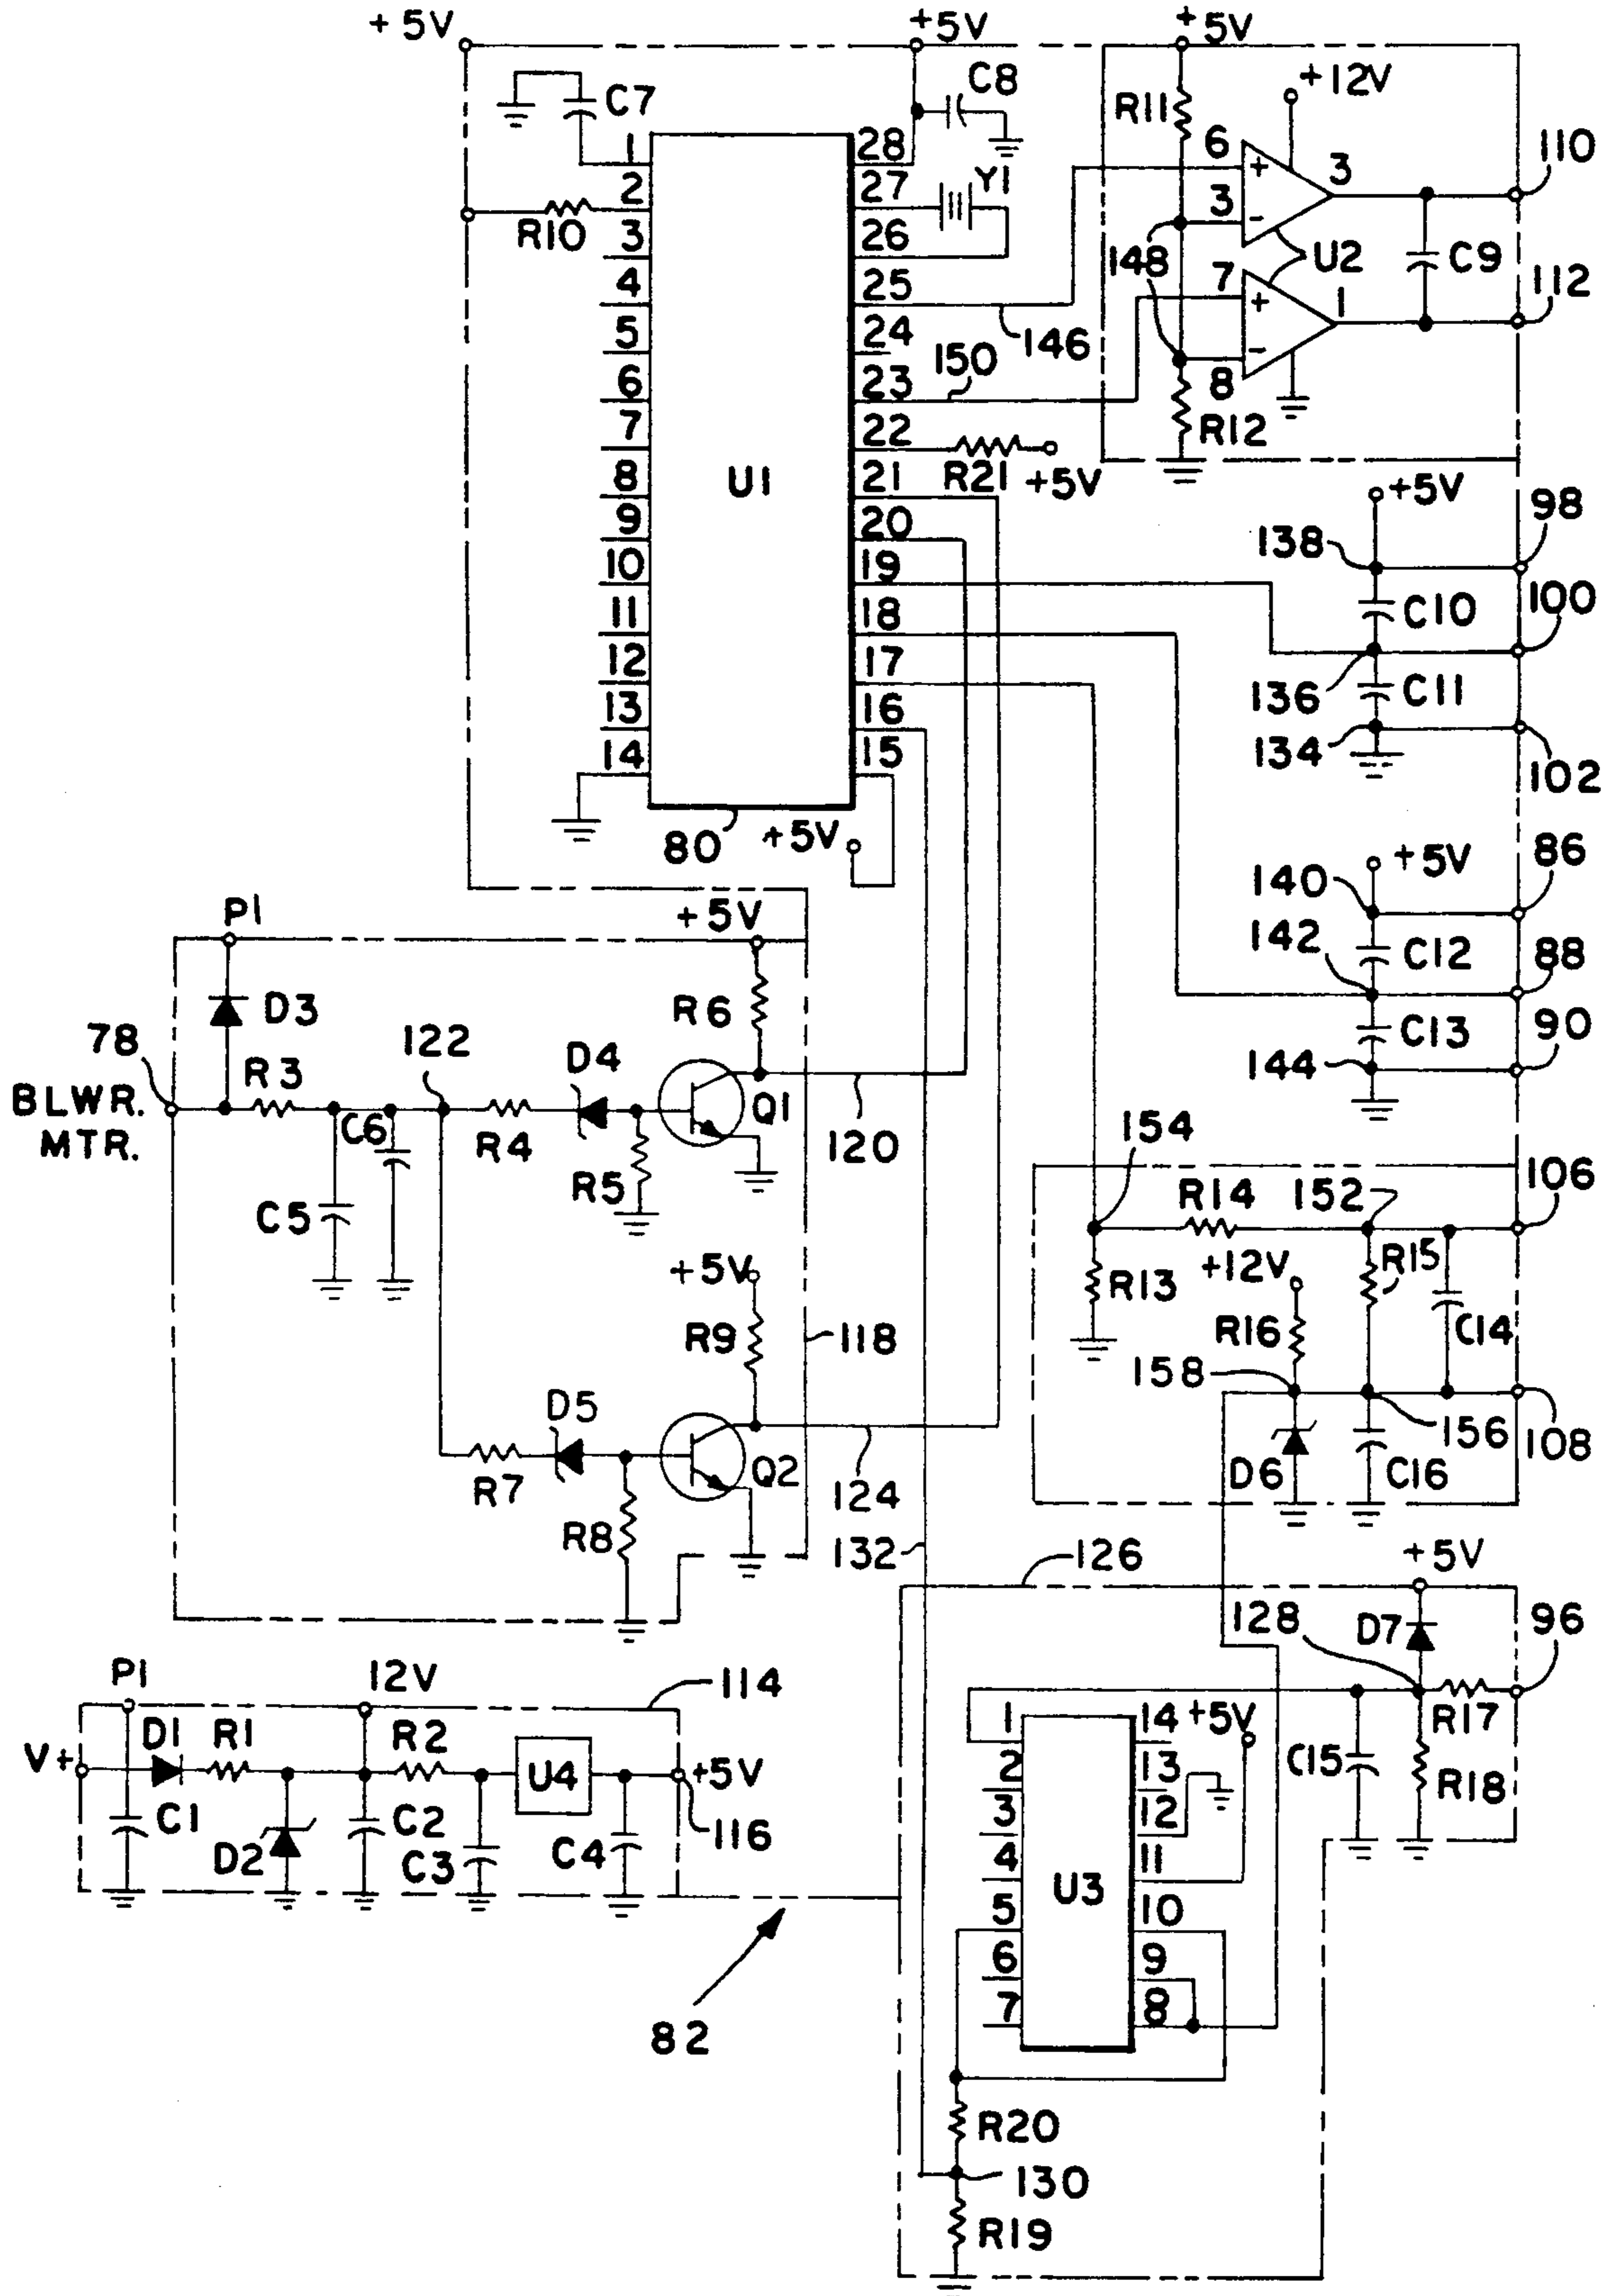 +5V
+5V
+5V
+12V
C7
C8
R11
1
2
3
4
5
6
7
8
9
10
11
12
13
14
28
27
26
25
24
23
22
21
20
19
18
17
16
15
U1
80
+5V
R10
Y1
146
150
R21
+5V
6
+
3
-
3
148
7
+
8
-
1
U2
R12
C9
110
112
+5V
98
138
C10
100
136
C11
134
102
+5V
86
140
142
C12
88
C13
90
144
P1
+5V
D3
R6
78
BLWR.
MTR.
R3
122
D4
C6
R4
Q1
120
R5
C5
+5V
R9
118
D5
R7
Q2
124
R8
132
154
R14
152
106
+12V
R15
R13
R16
C14
158
156
108
D6
C16
126
+5V
128
D7
96
R17
C15
R18
P1
12V
114
V+
D1
R1
R2
U4
+5V
C1
D2
C2
C3
C4
116
82
1
2
3
4
5
6
7
14
13
12
11
10
9
8
+5V
U3
R20
130
R19